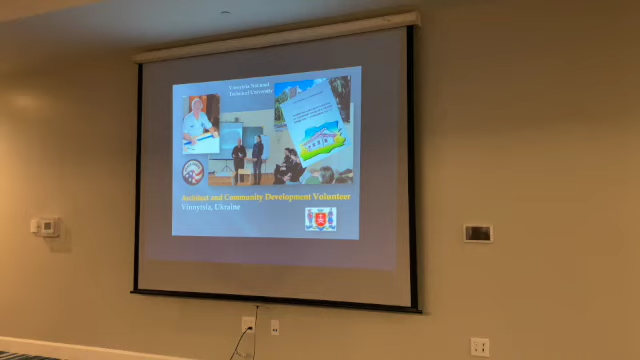 Vinnytsia National
Technical University
Architect and Community Development Volunteer
Vinnytsia, Ukraine